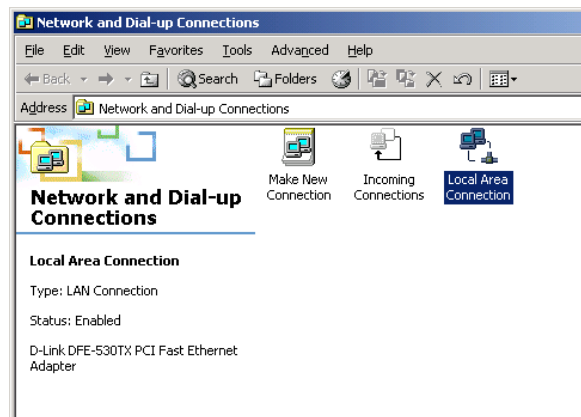 Network and Dial-up Connections
File Edit View Favorites Tools Advanced Help
Back Search Folders
Address Network and Dial-up Connections
Make New
Connection
Incoming
Connections
Local Area
Connection
Network and Dial-up
Connections
Local Area Connection
Type: LAN Connection
Status: Enabled
D-Link DFE-530TX PCI Fast Ethernet
Adapter